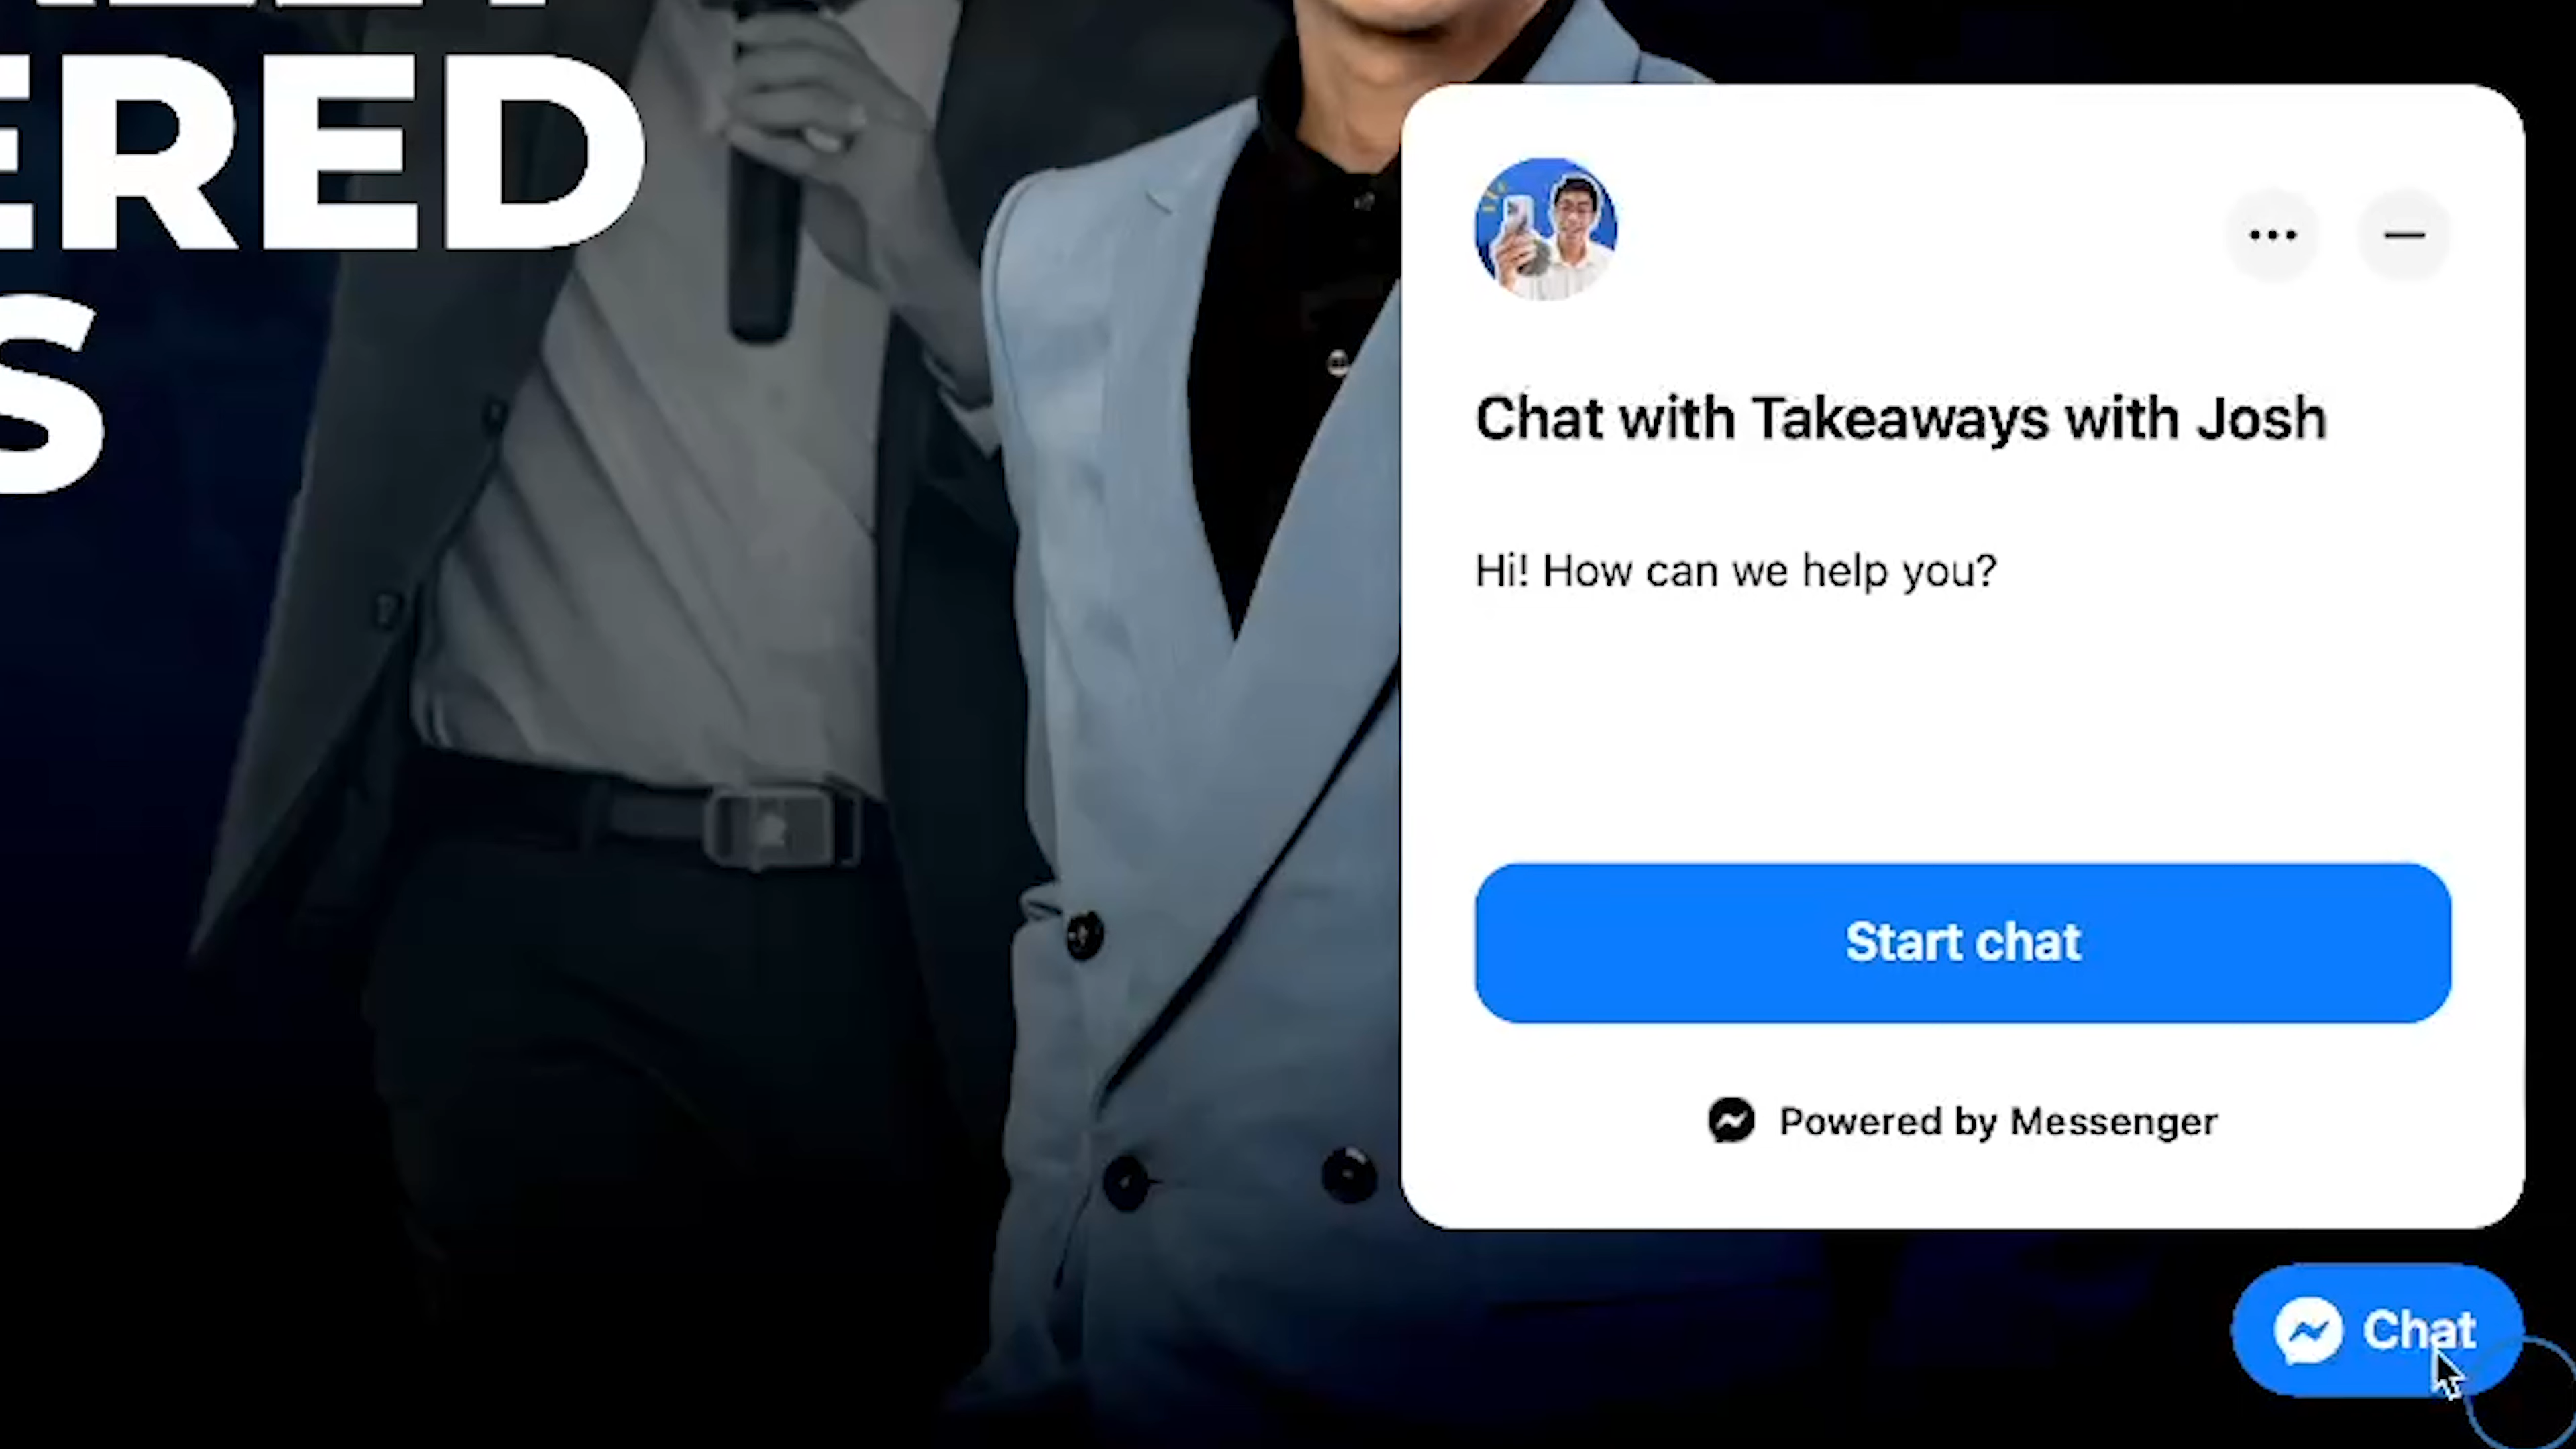 ERED
S
Chat with Takeaways with Josh
Hi! How can we help you?
Start chat
Powered by Messenger
Chat